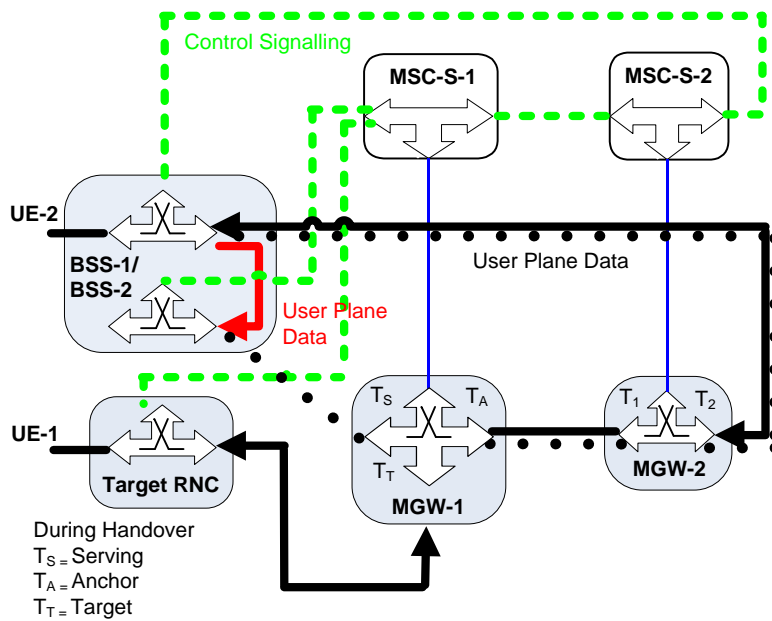 Control Signalling
MSC-S-1
MSC-S-2
UE-2
BSS-1/
BSS-2
User Plane Data
User Plane
Data
TS
TA
T1
T2
UE-1
TT
Target RNC
MGW-1
MGW-2
During Handover
TS = Serving
TA = Anchor
TT = Target